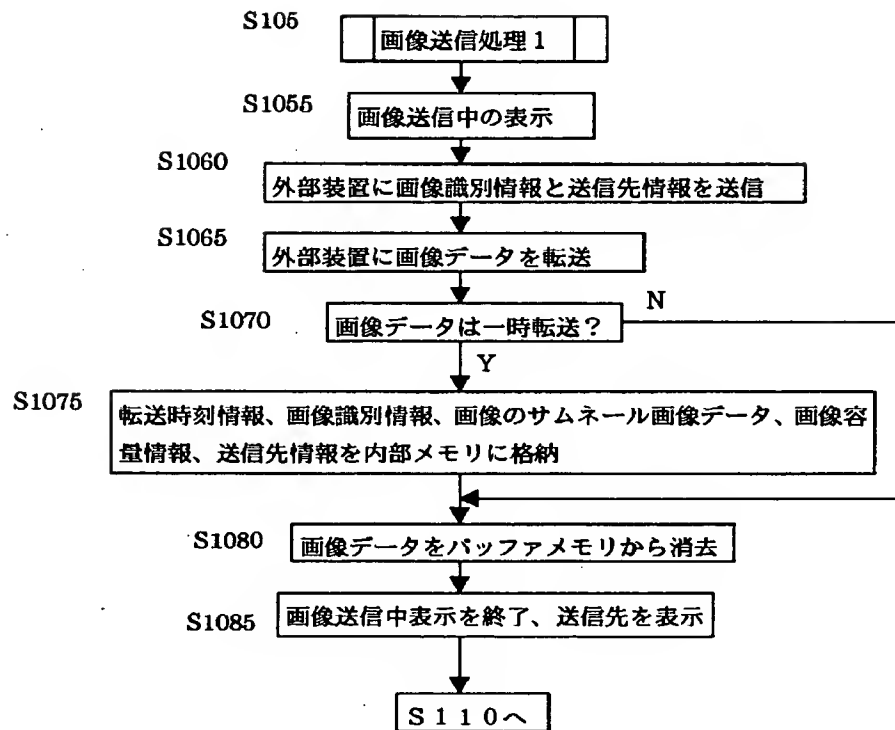 S105
画像送信処理1
S1055
画像送信中の表示
S1060
外部装置に画像識別情報と送信先情報を送信
S1065
外部装置に画像データを転送
S1070
画像データは一時転送？
N
Y
S1075
転送時刻情報、画像識別情報、画像のサムネール画像データ、画像容
量情報、送信先情報を内部メモリに格納
S1080
画像データをバッファメモリから消去
S1085
画像送信中表示を終了、送信先を表示
S110へ